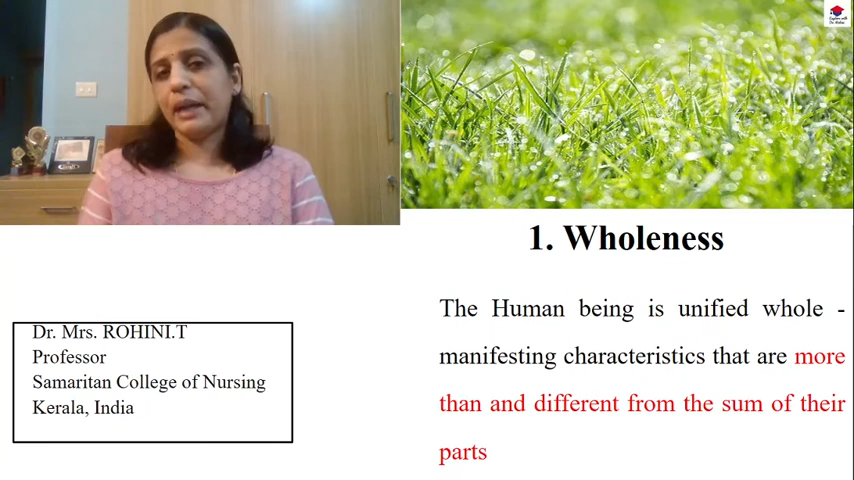 1. Wholeness
The Human being is unified whole -
manifesting characteristics that are more
than and different from the sum of their
parts
Dr. Mrs. ROHINI.T
Professor
Samaritan College of Nursing
Kerala, India